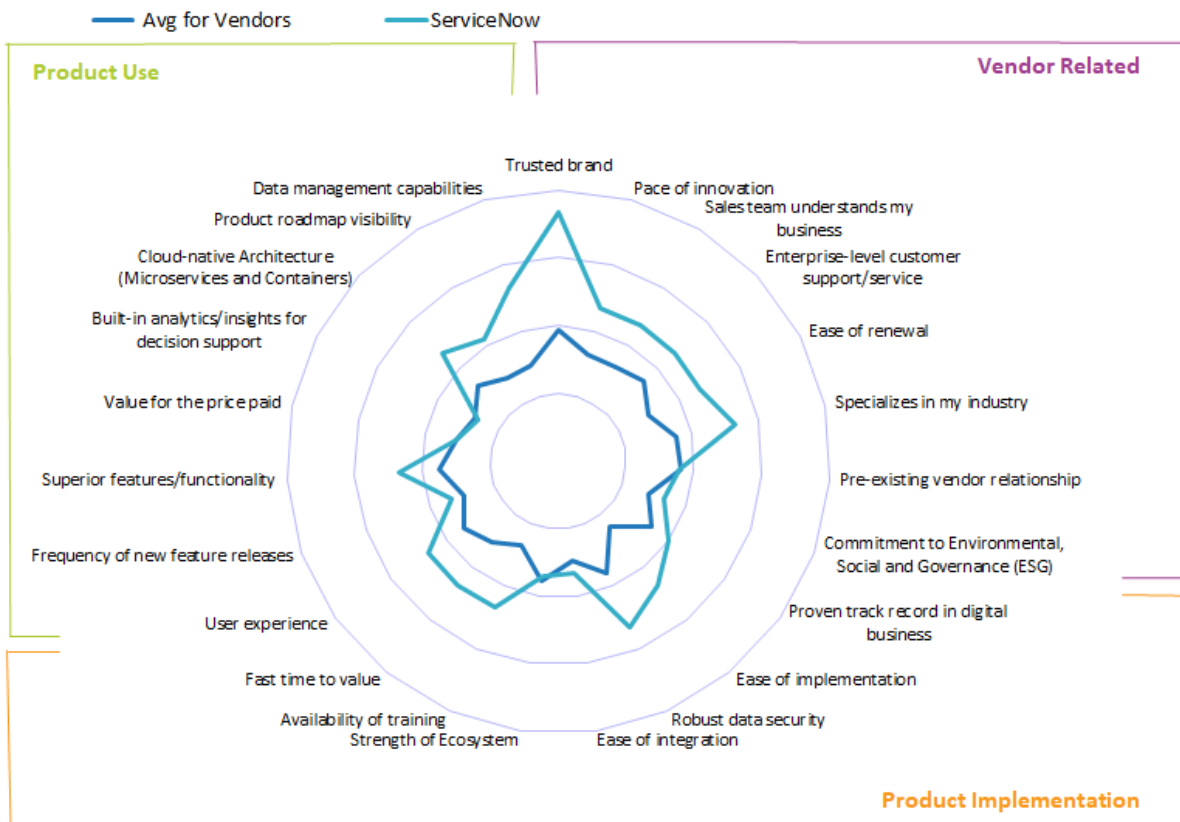 Avg for Vendors
ServiceNow
Product Use
Vendor Related
Trusted brand
Pace of innovation
Sales team understands my
business
Enterprise-level customer
support/service
Ease of renewal
Specializes in my industry
Pre-existing vendor relationship
Commitment to Environmental,
Social and Governance (ESG)
Proven track record in digital
business
Ease of implementation
Robust data security
Ease of integration
Strength of Ecosystem
Availability of training
Fast time to value
User experience
Frequency of new feature releases
Superior features/functionality
Value for the price paid
Built-in analytics/insights for
decision support
Cloud-native Architecture
(Microservices and Containers)
Product roadmap visibility
Data management capabilities
Product Implementation